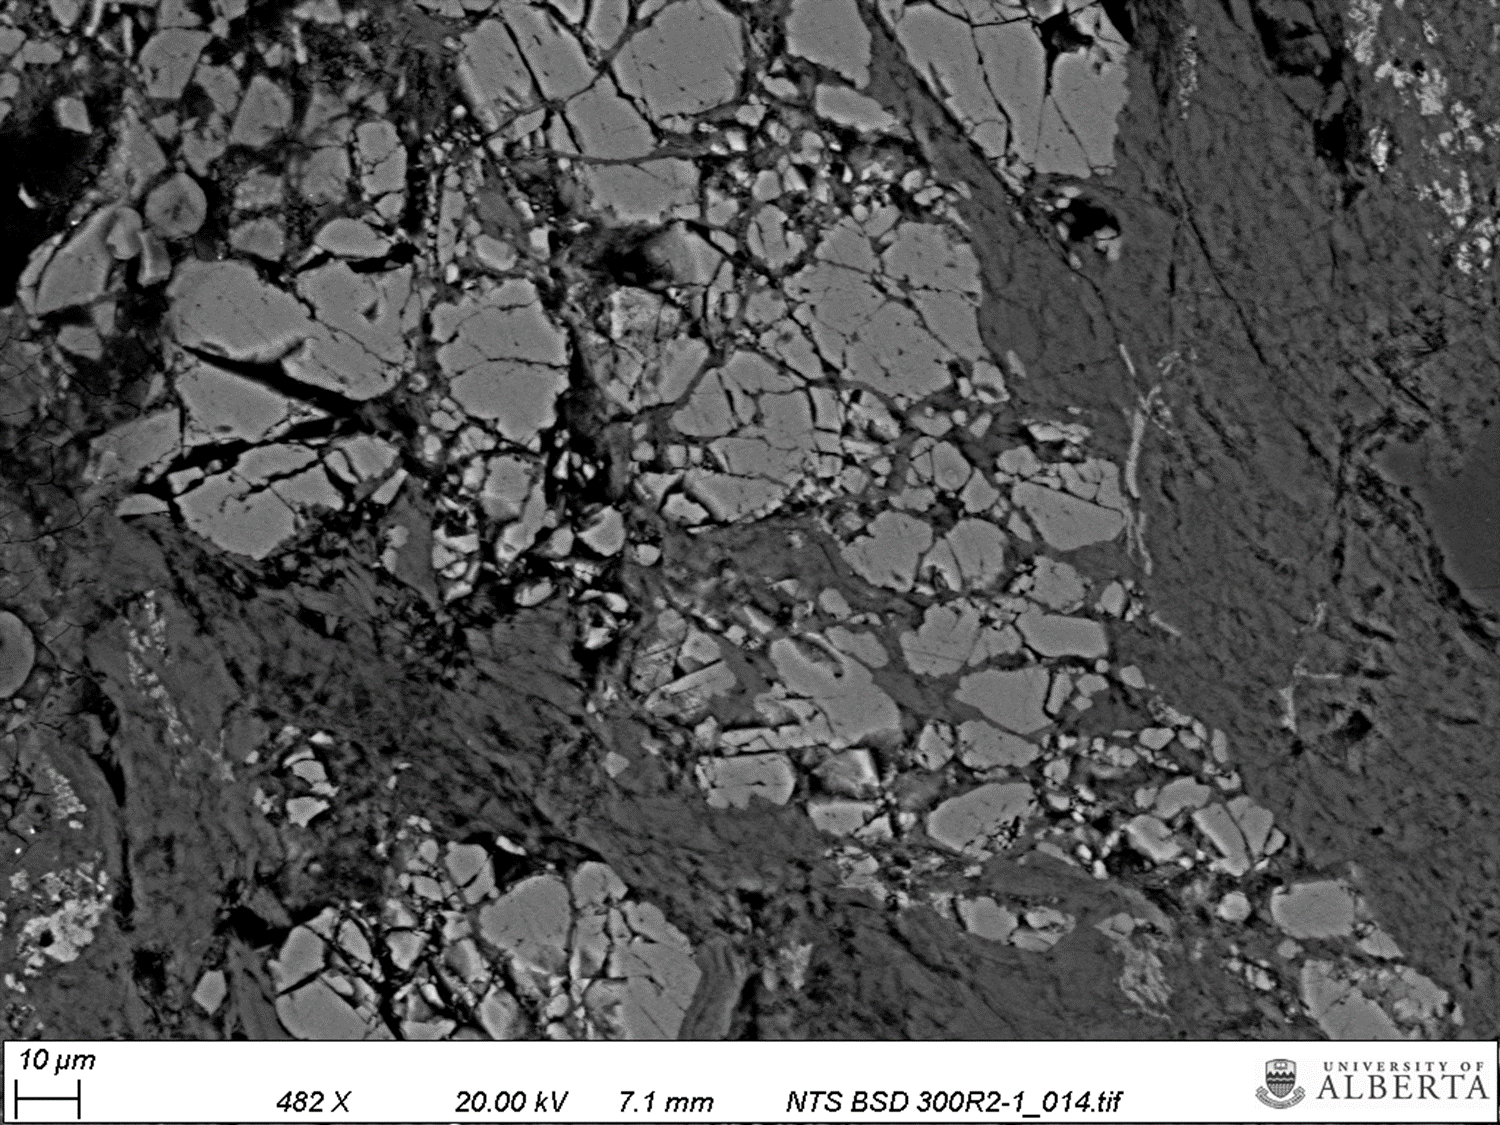 10 µm
482 X 20.00 kV 7.1 mm NTS BSD 300R2-1_014.tif
UNIVERSITY OF
ALBERTA